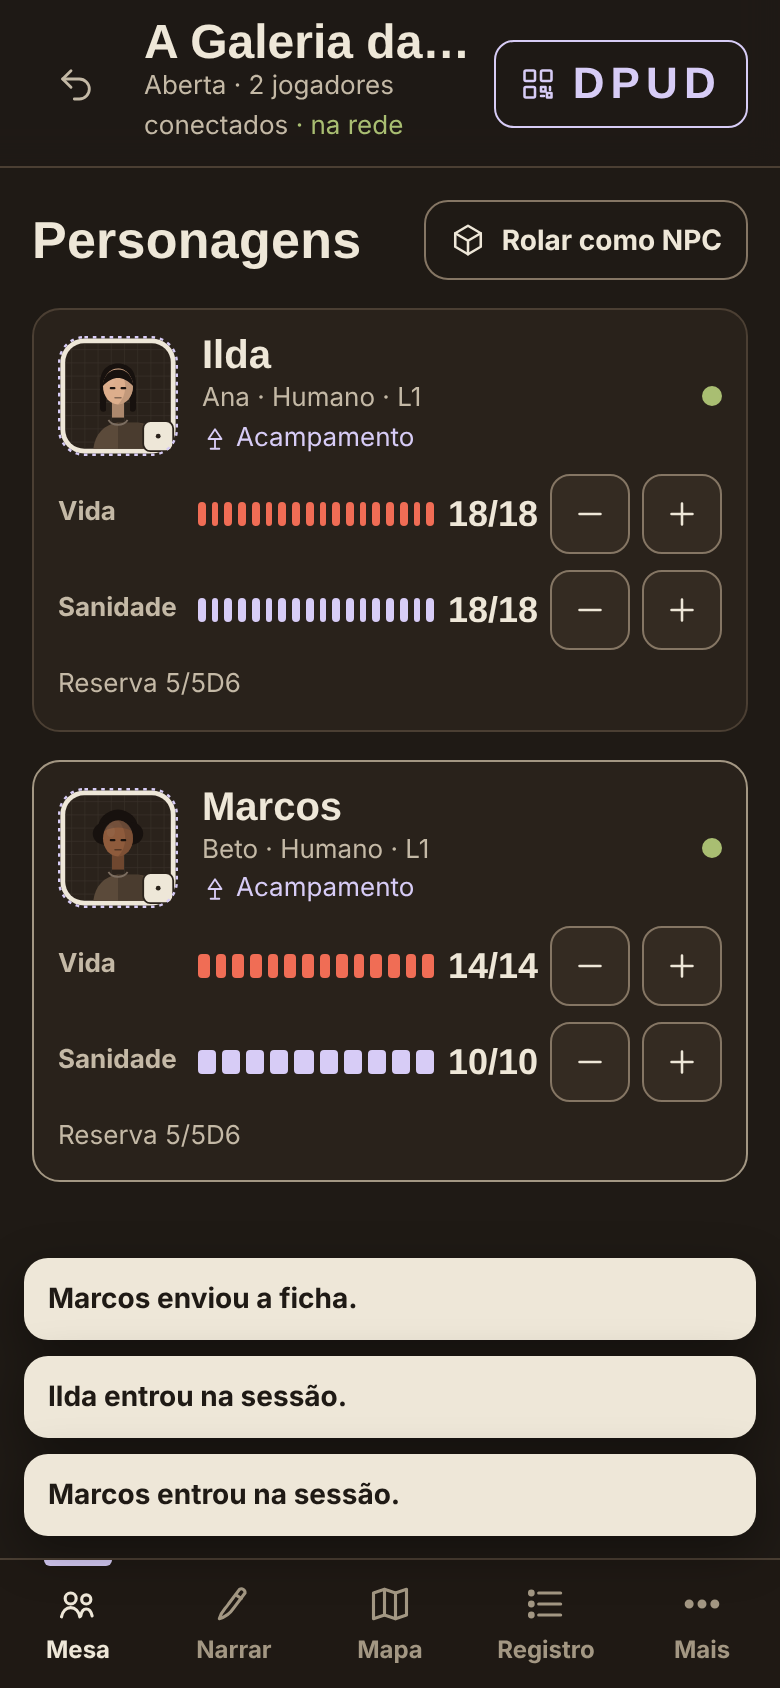 A Galeria da...
Aberta · 2 jogadores
conectados · na rede
DPUD
Personagens
Rolar como NPC
Ilda
Ana · Humano · L1
Acampamento
Vida
18/18
Sanidade
18/18
Reserva 5/5D6
Marcos
Beto · Humano · L1
Acampamento
Vida
14/14
Sanidade
10/10
Reserva 5/5D6
Marcos enviou a ficha.
Ilda entrou na sessão.
Marcos entrou na sessão.
Mesa
Narrar
Mapa
Registro
Mais